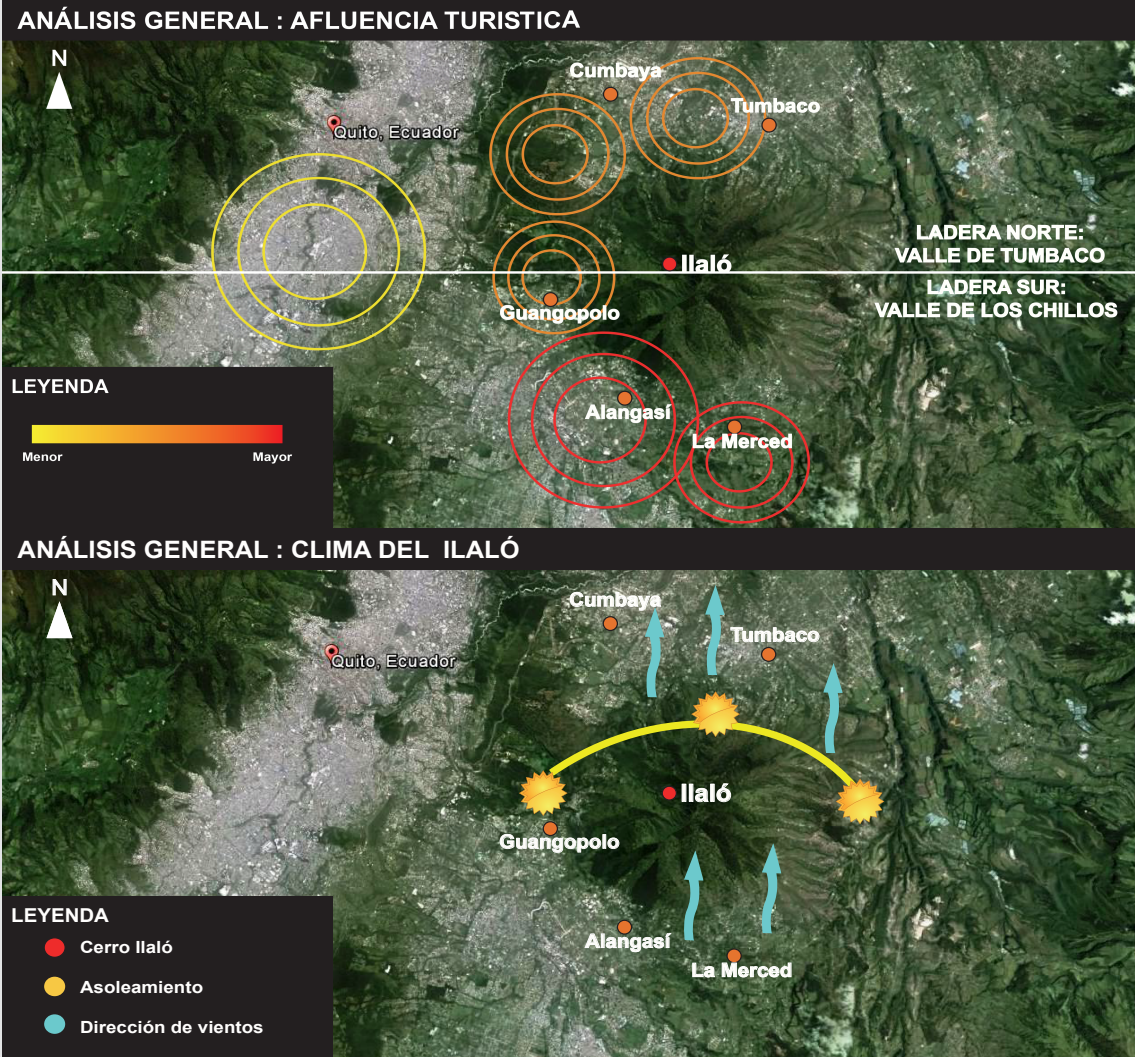 ANÁLISIS GENERAL : AFLUENCIA TURISTICA
N
Cumbaya
Tumbaco
Quito, Ecuador
LADERA NORTE:
VALLE DE TUMBACO
Ilaló
LADERA SUR:
VALLE DE LOS CHILLOS
Guangopolo
LEYENDA
Alangasí
La Merced
Menor
Mayor
ANÁLISIS GENERAL : CLIMA DEL ILALÓ
N
Cumbaya
Tumbaco
Quito, Ecuador
Ilaló
Guangopolo
LEYENDA
Alangasí
Cerro Ilaló
La Merced
Asoleamiento
Dirección de vientos